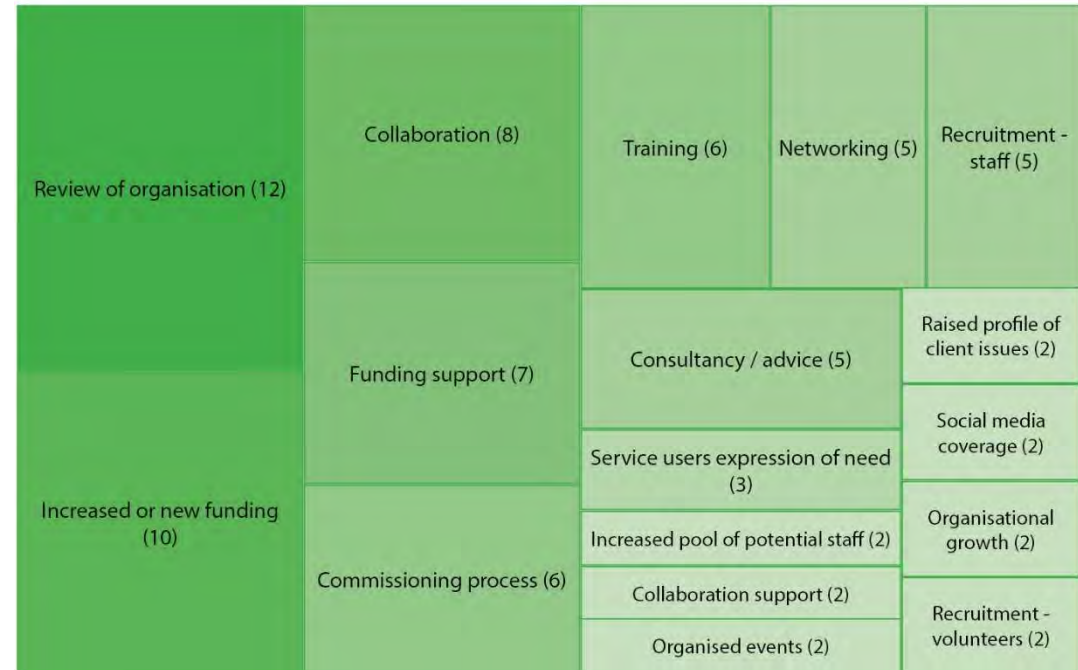 Review of organisation (12)
Increased or new funding
(10)
Collaboration (8)
Funding support (7)
Commissioning process (6)
Training (6)
Networking (5)
Recruitment -
staff (5)
Consultancy / advice (5)
Service users expression of need
(3)
Increased pool of potential staff (2)
Collaboration support (2)
Organised events (2)
Raised profile of
client issues (2)
Social media
coverage (2)
Organisational
growth (2)
Recruitment -
volunteers (2)